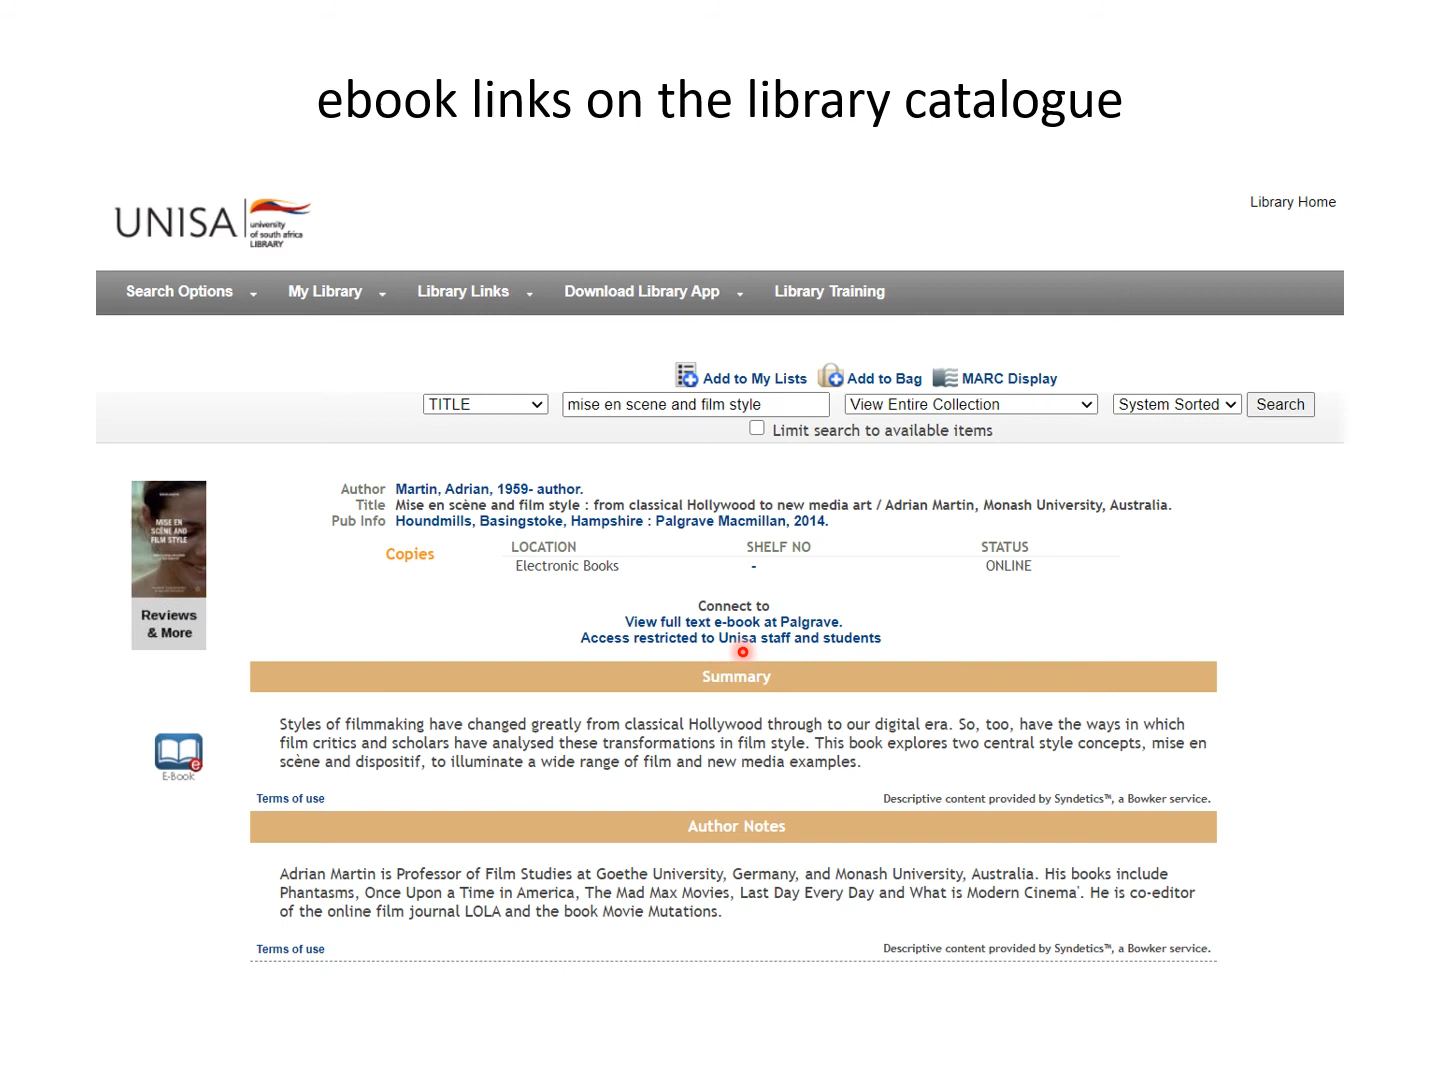 ebook links on the library catalogue
UNISA
university
of south africa
LIBRARY
Library Home
Search Options
My Library
Library Links
Download Library App
Library Training
Add to My Lists
Add to Bag
MARC Display
TITLE
mise en scene and film style
View Entire Collection
System Sorted
Search
Limit search to available items
MISE EN
SCÈNE AND
FILM STYLE
Reviews
& More
Author Martin, Adrian, 1959- author.
Title Mise en scène and film style : from classical Hollywood to new media art / Adrian Martin, Monash University, Australia.
Pub Info Houndmills, Basingstoke, Hampshire : Palgrave Macmillan, 2014.
Copies
LOCATION SHELF NO STATUS
Electronic Books - ONLINE
Connect to
View full text e-book at Palgrave.
Access restricted to Unisa staff and students
Summary
Styles of filmmaking have changed greatly from classical Hollywood through to our digital era. So, too, have the ways in which
film critics and scholars have analysed these transformations in film style. This book explores two central style concepts, mise en
scène and dispositif, to illuminate a wide range of film and new media examples.
e
E-Book
Terms of use
Descriptive content provided by Syndetics™, a Bowker service.
Author Notes
Adrian Martin is Professor of Film Studies at Goethe University, Germany, and Monash University, Australia. His books include
Phantasms, Once Upon a Time in America, The Mad Max Movies, Last Day Every Day and What is Modern Cinema'. He is co-editor
of the online film journal LOLA and the book Movie Mutations.
Terms of use
Descriptive content provided by Syndetics™, a Bowker service.